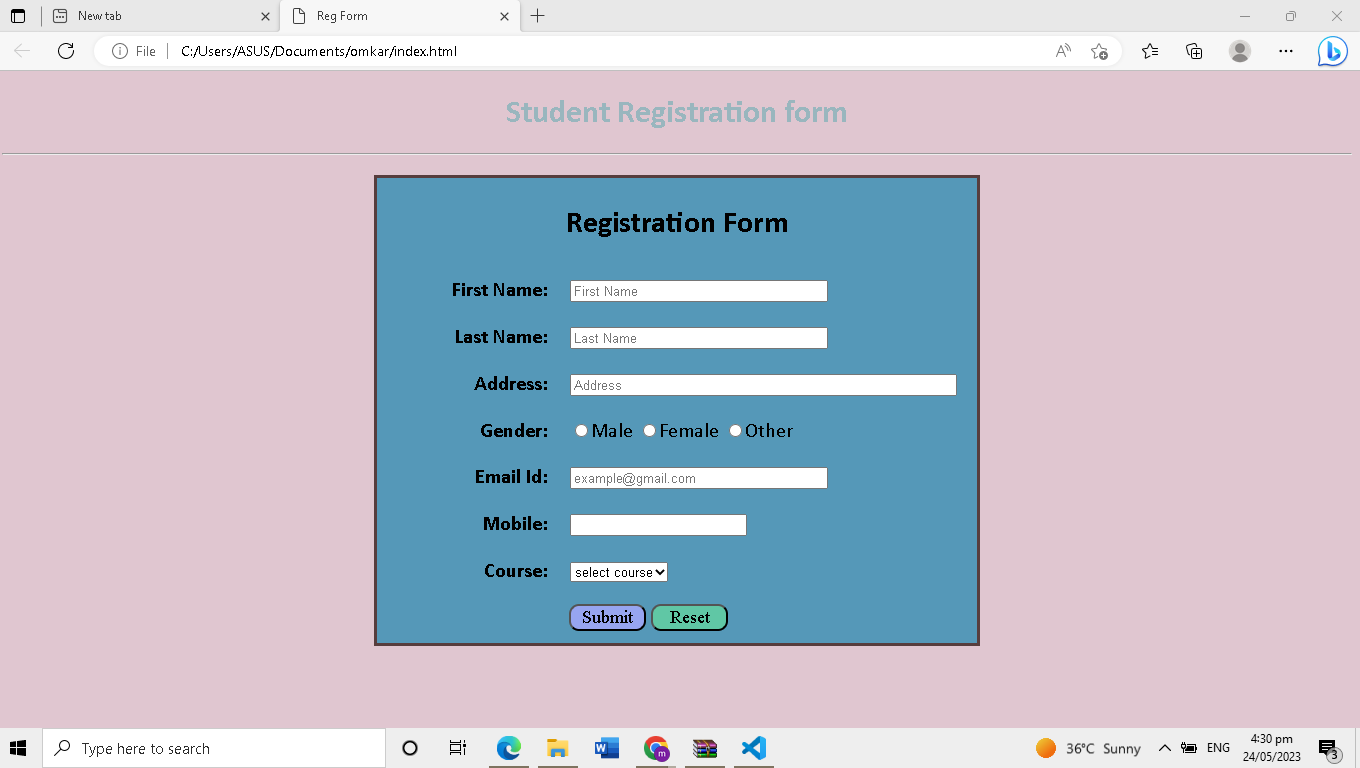 New tab
Reg Form
File
C:/Users/ASUS/Documents/omkar/index.html
Student Registration form
Registration Form
First Name: First Name
Last Name: Last Name
Address: Address
Gender: Male Female Other
Email Id: example@gmail.com
Mobile:
Course: select course
Submit Reset
Type here to search
36°C Sunny
ENG
4:30 pm
24/05/2023
3